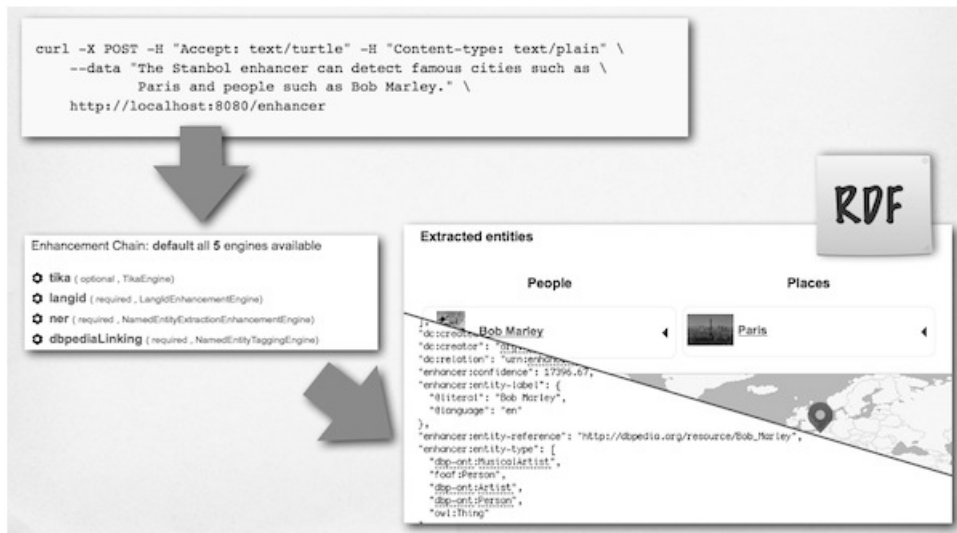 curl -X POST -H "Accept: text/turtle" -H "Content-type: text/plain" \
--data "The Stanbol enhancer can detect famous cities such as \
Paris and people such as Bob Marley." \
http://localhost:8080/enhancer
RDF
Enhancement Chain: default all 5 engines available
tika ( optional , TikaEngine)
langid ( required , LangIdEnhancementEngine)
ner ( required , NamedEntityExtractionEnhancementEngine)
dbpediaLinking ( required , NamedEntityTaggingEngine)
Extracted entities
People
Places
Bob Marley
Paris
},
"dc:create
"dc:creator": "org
"dc:relation": "urn:enhance
"enhancer:confidence": 17396.67,
"enhancer:entity-label": {
"@literal": "Bob Marley",
"@language": "en"
},
"enhancer:entity-reference": "http://dbpedia.org/resource/Bob_Marley",
"enhancer:entity-type": [
"dbp-ont:MusicalArtist",
"foaf:Person",
"dbp-ont:Artist",
"dbp-ont:Person",
"owl:Thing"